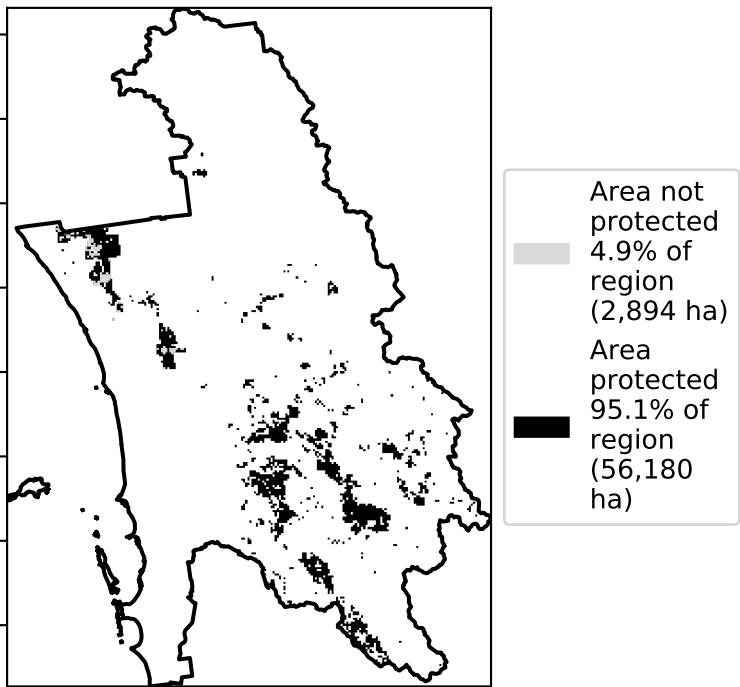 Area not
protected
4.9% of
region
(2,894 ha)
Area
protected
95.1% of
region
(56,180
ha)